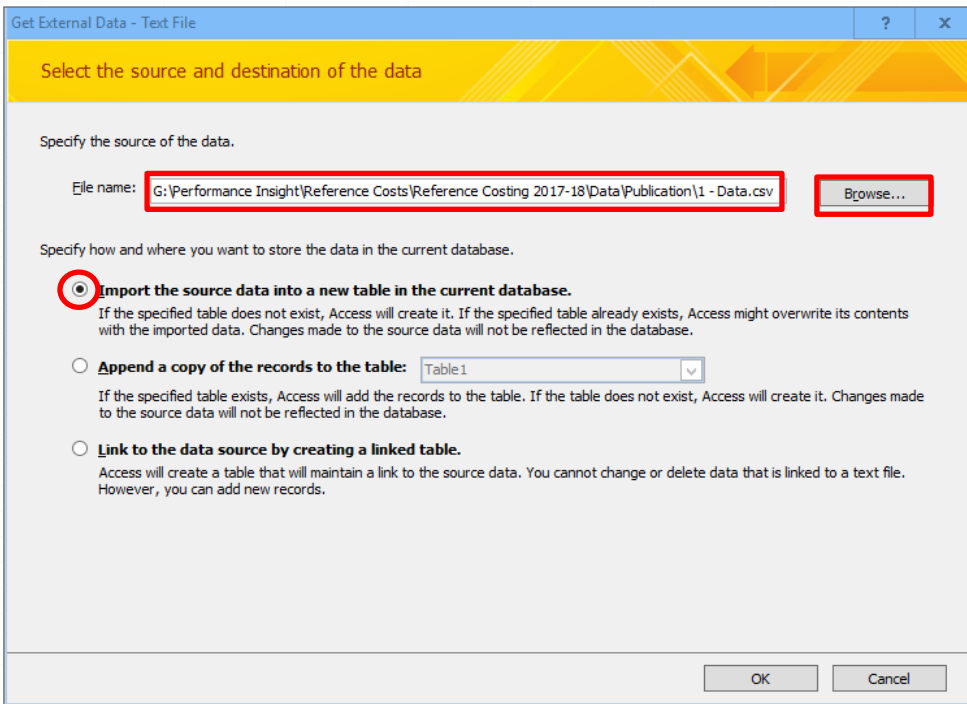 Get External Data - Text File
? x
Select the source and destination of the data
Specify the source of the data.
File name: G:\Performance Insight\Reference Costs\Reference Costing 2017-18\Data\Publication\1 - Data.csv Browse...
Specify how and where you want to store the data in the current database.
Import the source data into a new table in the current database.
If the specified table does not exist, Access will create it. If the specified table already exists, Access might overwrite its contents
with the imported data. Changes made to the source data will not be reflected in the database.
Append a copy of the records to the table: Table1
If the specified table exists, Access will add the records to the table. If the table does not exist, Access will create it. Changes made
to the source data will not be reflected in the database.
Link to the data source by creating a linked table.
Access will create a table that will maintain a link to the source data. You cannot change or delete data that is linked to a text file.
However, you can add new records.
OK Cancel